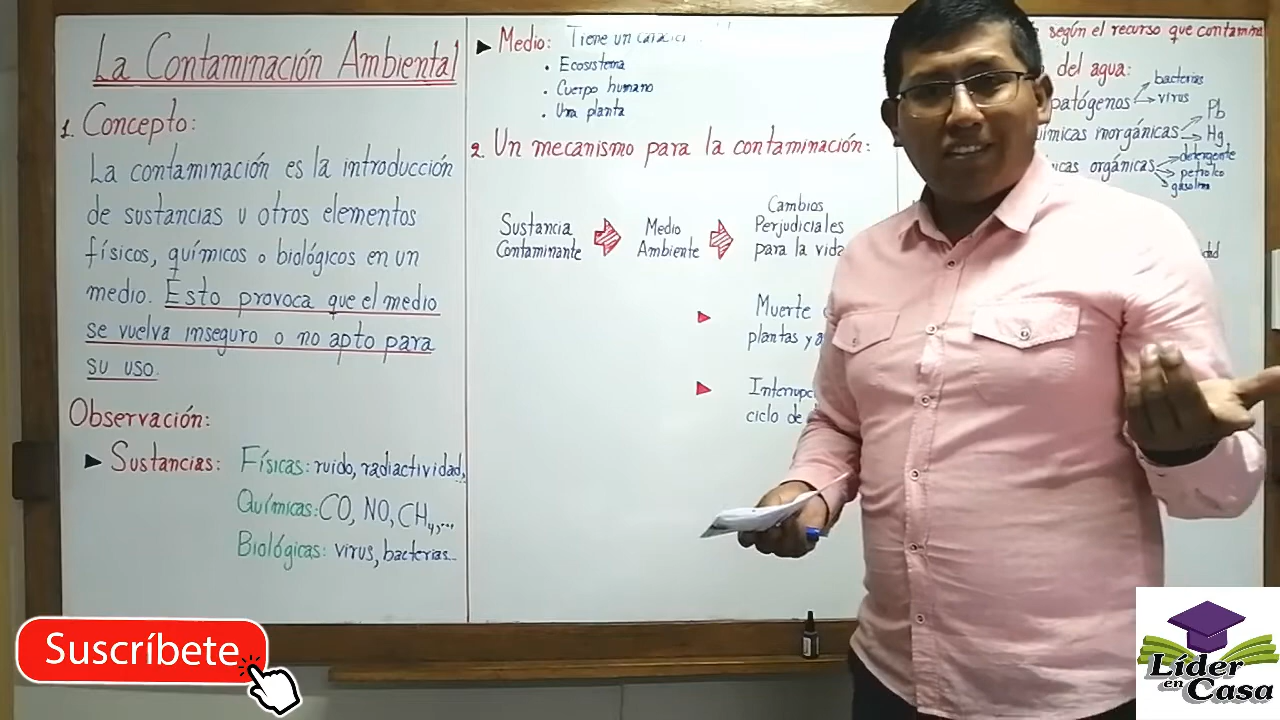 La Contaminación Ambiental
1. Concepto:
La contaminación es la introducción
de sustancias u otros elementos
físicos, químicos o biológicos en un
medio. Esto provoca que el medio
se vuelva inseguro o no apto para
su uso.
Observación:
Sustancias: Físicas: ruido, radiactividad,
Químicas: CO, NO, CH4,...
Biológicas: virus, bacterias...
Medio: Tiene un
• Ecosistema
• Cuerpo humano
• Una planta
2. Un mecanismo para la contaminación:
Sustancia
Contaminante
Medio
Ambiente
Cambios
Perjudiciales
para la vida
Muerte
plantas y
ciclo de
según el recurso que contamina
del agua:
patógenos
bacterias
virus
inorgánicas
Pb
Hg
orgánicas
detergente
petróleo
gasolina
Suscríbete
Líder
en
Casa